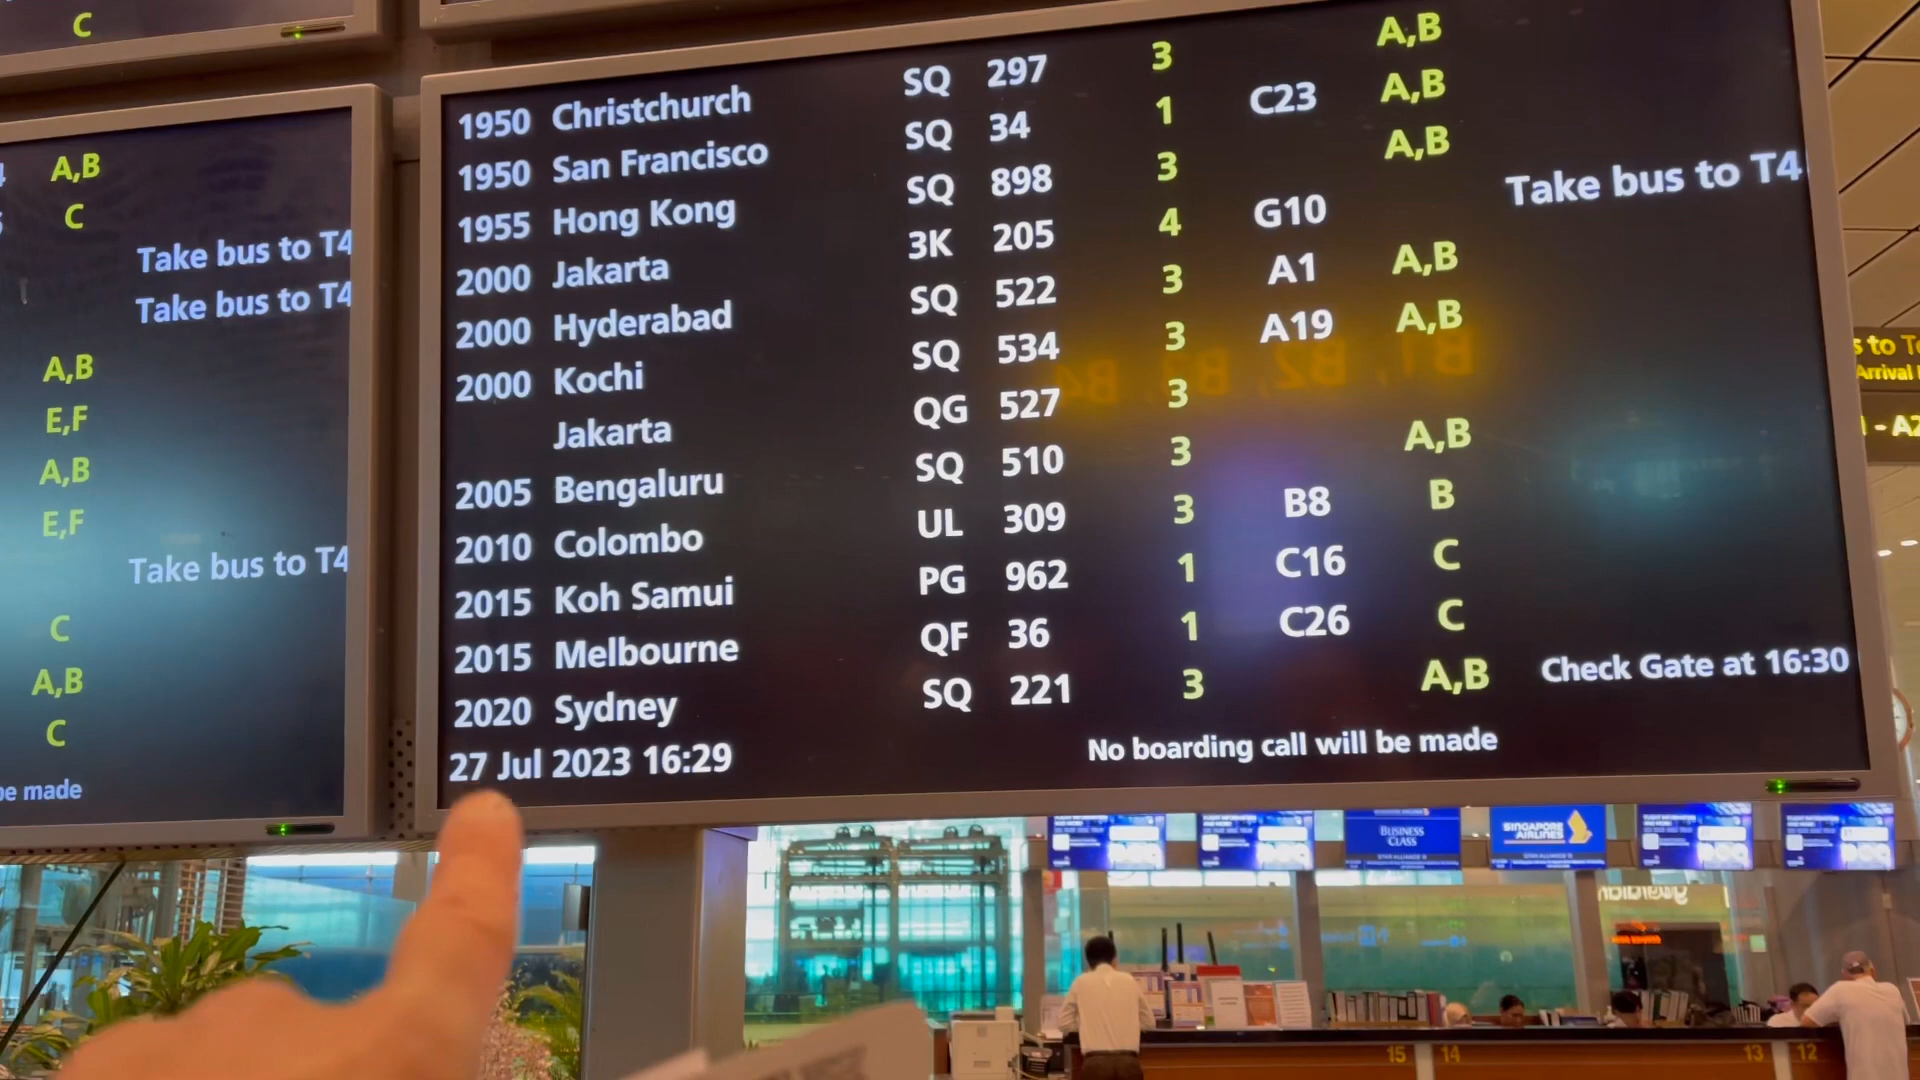 C
A,B
C
Take bus to T4
Take bus to T4
A,B
E,F
A,B
E,F
Take bus to T4
C
A,B
C
be made
1950 Christchurch SQ 297 3 A,B
1950 San Francisco SQ 34 1 C23 A,B
1955 Hong Kong SQ 898 3 A,B
2000 Jakarta 3K 205 4 G10 Take bus to T4
2000 Hyderabad SQ 522 3 A1 A,B
2000 Kochi SQ 534 3 A19 A,B
Jakarta QG 527 3
2005 Bengaluru SQ 510 3 A,B
2010 Colombo UL 309 3 B8 B
2015 Koh Samui PG 962 1 C16 C
2015 Melbourne QF 36 1 C26 C
2020 Sydney SQ 221 3 A,B Check Gate at 16:30
27 Jul 2023 16:29 No boarding call will be made
s to T
Arrival
- A2
BUSINESS
CLASS
STAR ALLIANCE
SINGAPORE
AIRLINES
15 14 13 12